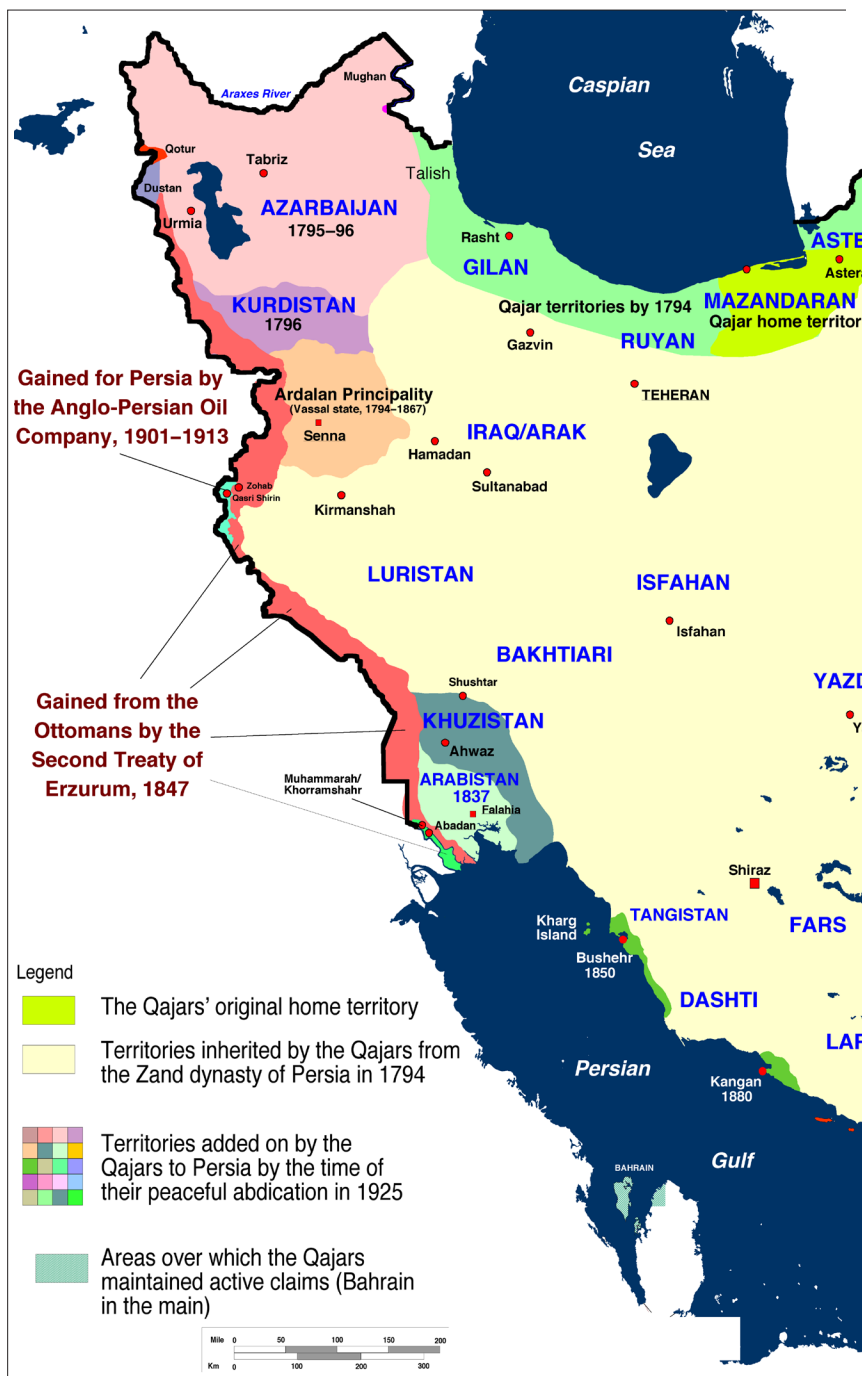 Caspian
Sea
Mughan
Araxes River
Qotur
Tabriz
Talish
Dustan
Urmia
AZARBAIJAN
1795–96
Rasht
GILAN
ASTE
Astera
KURDISTAN
1796
Qajar territories by 1794
MAZANDARAN
Qajar home territor
Gazvin
RUYAN
Gained for Persia by
the Anglo-Persian Oil
Company, 1901–1913
Ardalan Principality
(Vassal state, 1794–1867)
Senna
TEHERAN
IRAQ/ARAK
Hamadan
Sultanabad
Zohab
Qasri Shirin
Kirmanshah
LURISTAN
ISFAHAN
Isfahan
BAKHTIARI
Shushtar
YAZD
Y
Gained from the
Ottomans by the
Second Treaty of
Erzurum, 1847
KHUZISTAN
Ahwaz
Muhammarah/
Khorramshahr
ARABISTAN
1837
Falahia
Abadan
Shiraz
Kharg
Island
TANGISTAN
FARS
Bushehr
1850
DASHTI
LAR
Persian
Gulf
Kangan
1880
BAHRAIN
Legend
The Qajars' original home territory
Territories inherited by the Qajars from
the Zand dynasty of Persia in 1794
Territories added on by the
Qajars to Persia by the time of
their peaceful abdication in 1925
Areas over which the Qajars
maintained active claims (Bahrain
in the main)
Mile 0 50 100 150 200
Km 0 100 200 300